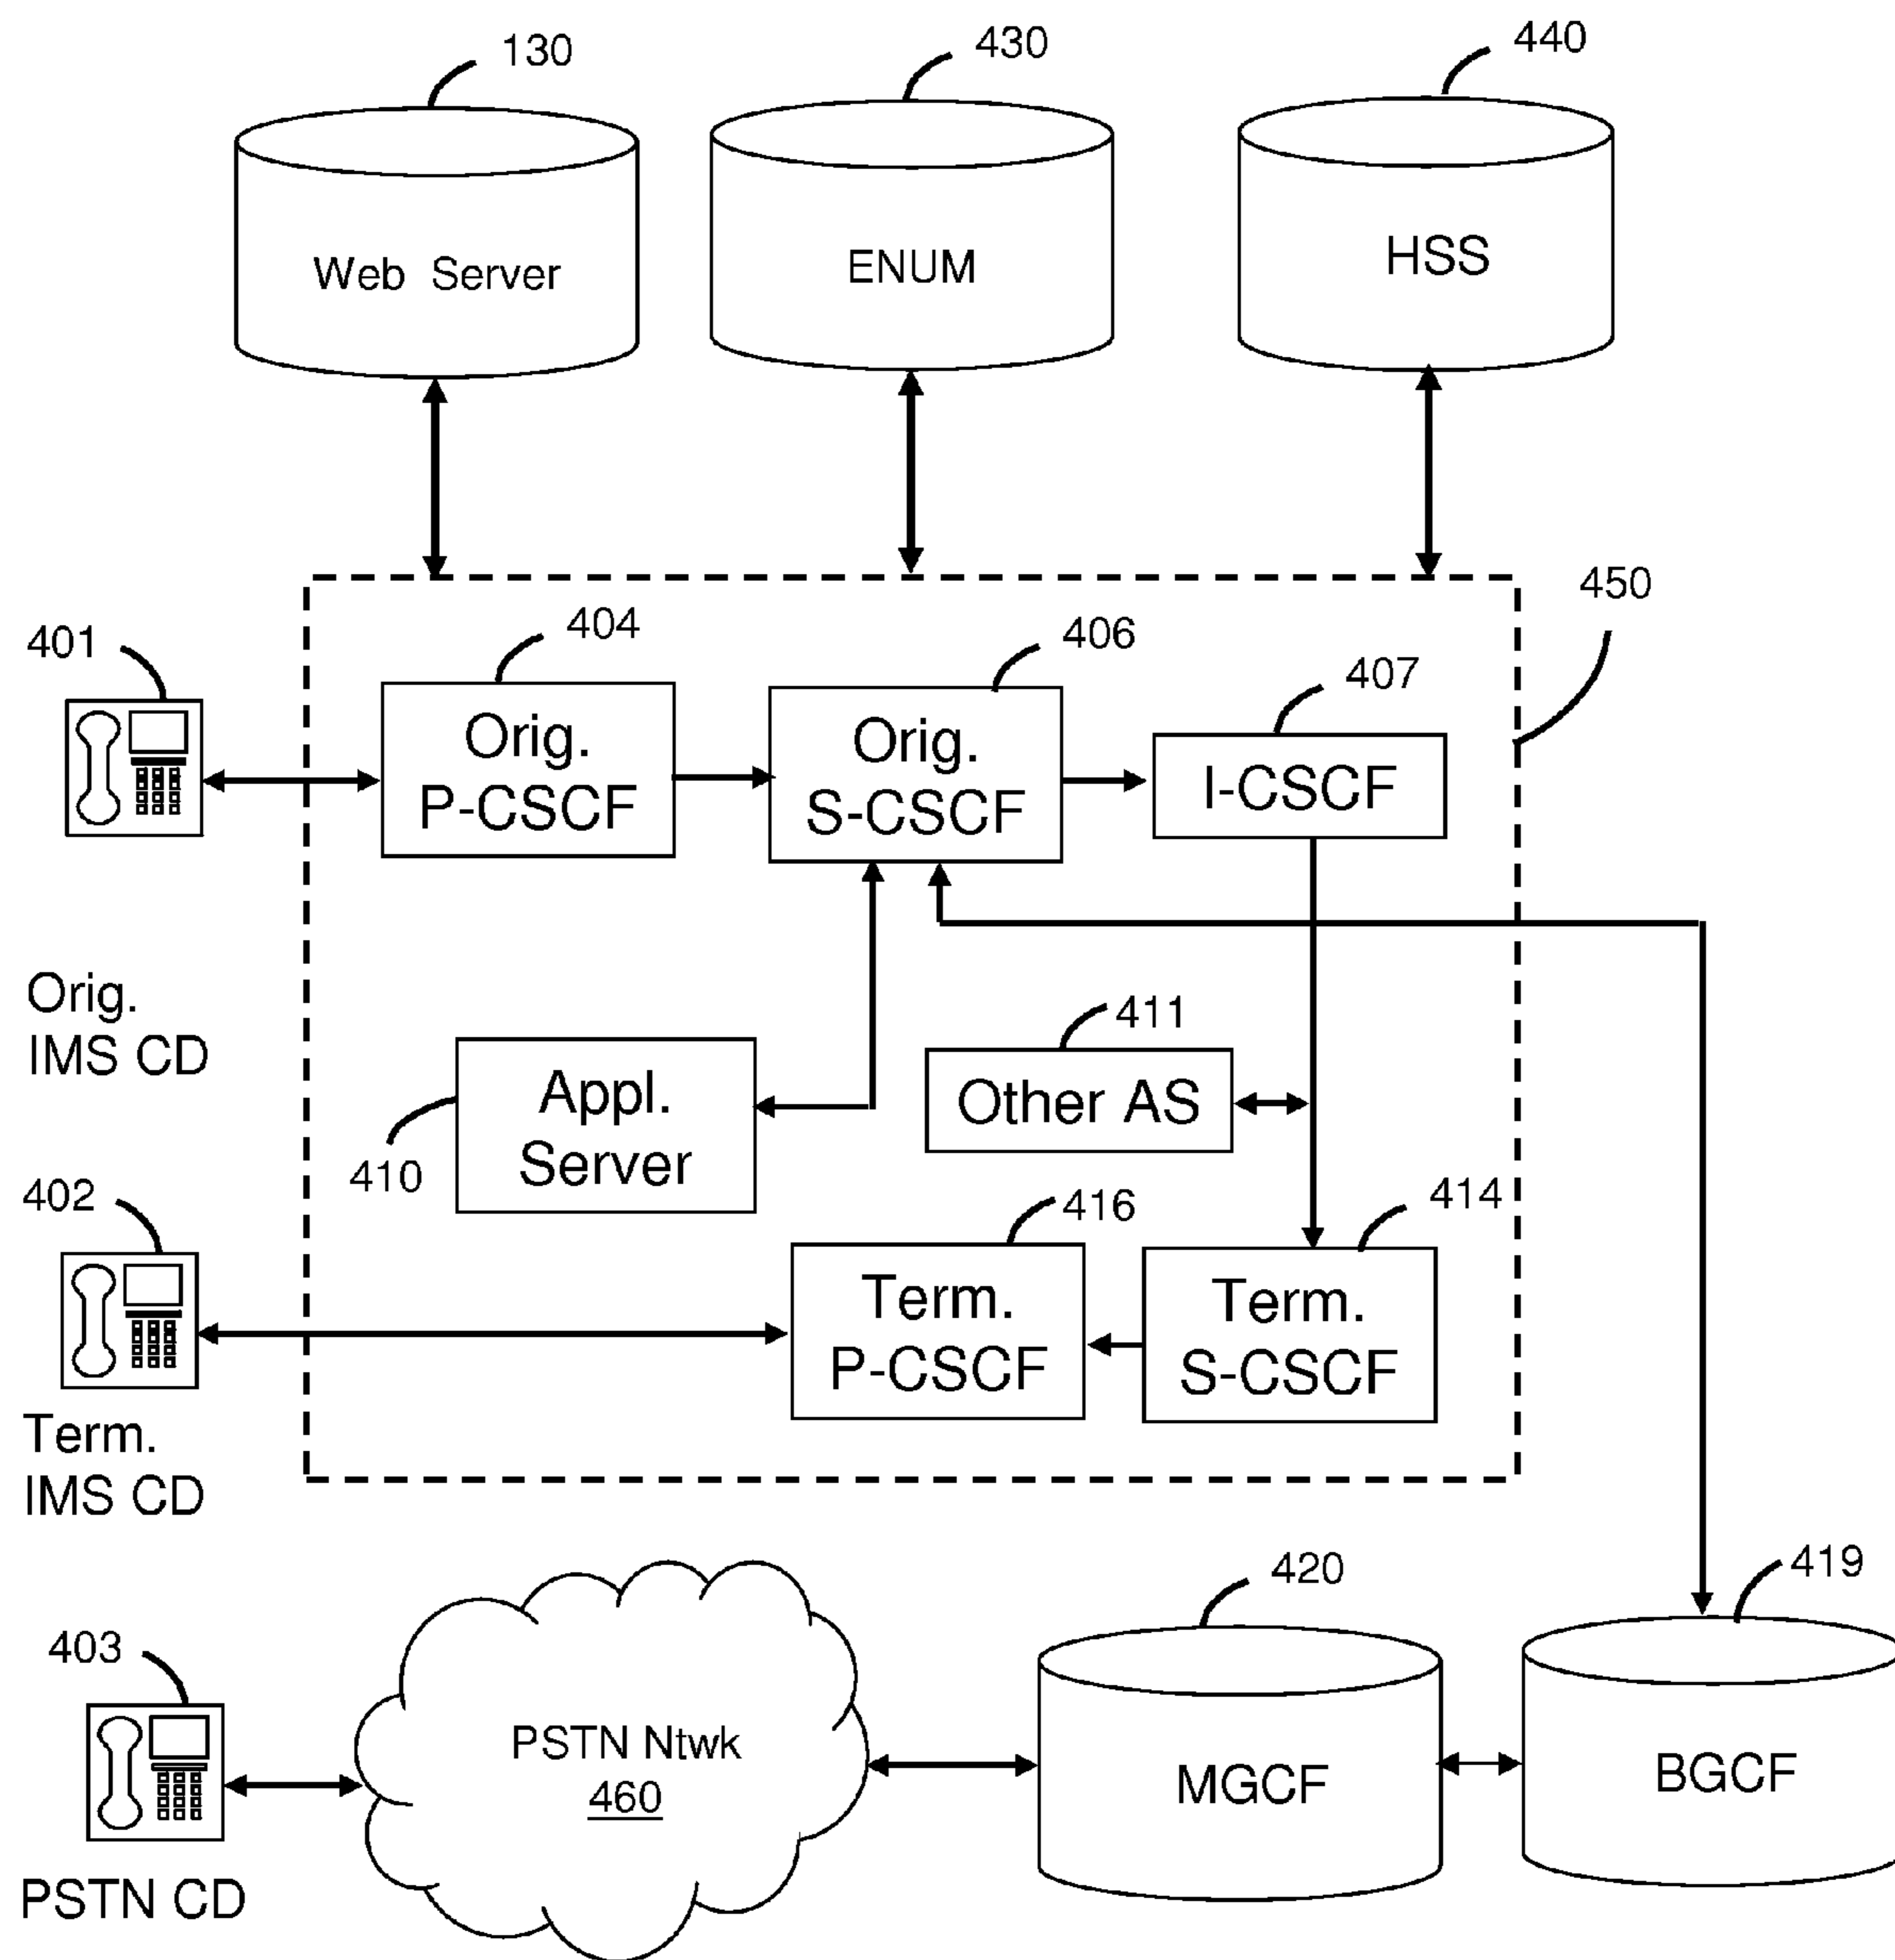 130
430
440
Web Server
ENUM
HSS
450
401
404
406
407
Orig.
P-CSCF
Orig.
S-CSCF
I-CSCF
Orig.
IMS CD
411
Other AS
Appl.
Server
410
402
416
414
Term.
P-CSCF
Term.
S-CSCF
Term.
IMS CD
420
419
403
PSTN Ntwk
460
MGCF
BGCF
PSTN CD